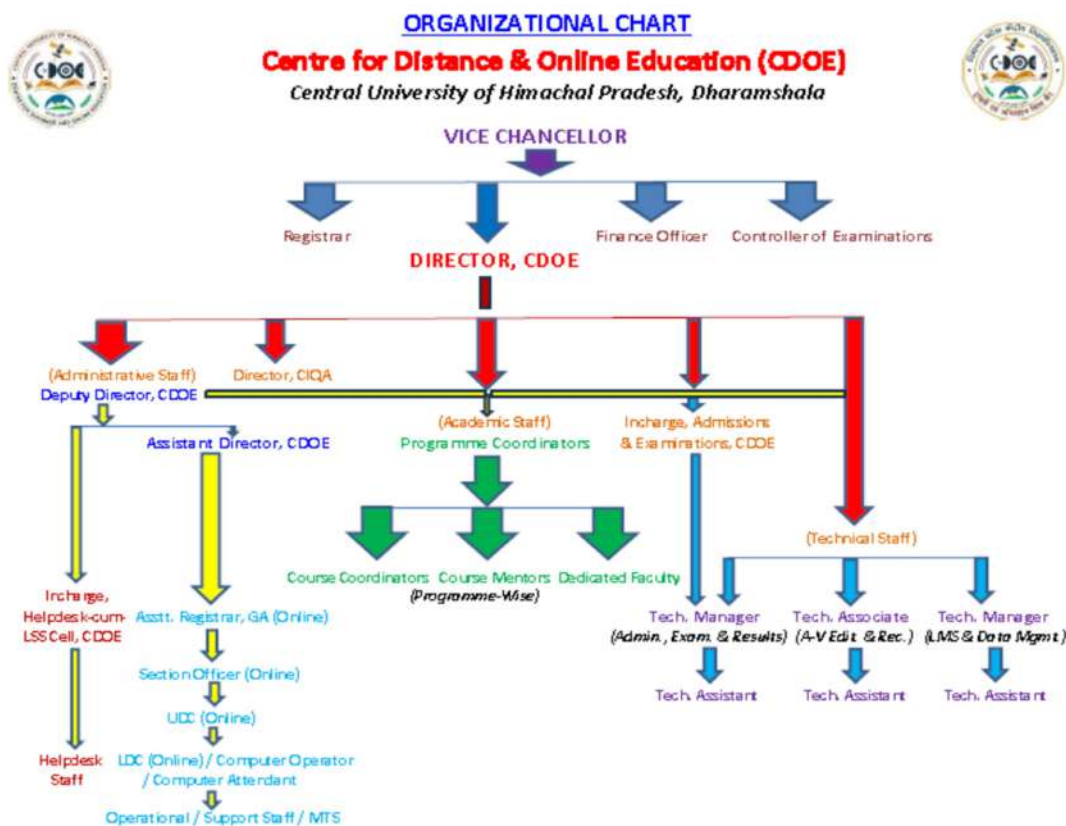 ORGANIZATIONAL CHART
Centre for Distance & Online Education (CDOE)
Central University of Himachal Pradesh, Dharamshala
CDOE
CDOE
VICE CHANCELLOR
Registrar
Finance Officer
Controller of Examinations
DIRECTOR, CDOE
(Administrative Staff)
Deputy Director, CDOE
Director, CIQA
Assistant Director, CDOE
(Academic Staff)
Programme Coordinators
Incharge, Admissions
& Examinations, CDOE
(Technical Staff)
Course Coordinators
Course Mentors
Dedicated Faculty
(Programme-Wise)
Incharge,
Helpdesk-cum-
LSS Cell, CDOE
Asstt. Registrar, GA (Online)
Tech. Manager
(Admin., Exam. & Results)
Tech. Associate
(A-V Edit. & Rec.)
Tech. Manager
(LMS & Data Mgmt.)
Section Officer (Online)
Tech. Assistant
Tech. Assistant
Tech. Assistant
UDC (Online)
Helpdesk
Staff
LDC (Online) / Computer Operator
/ Computer Attendant
Operational / Support Staff / MTS